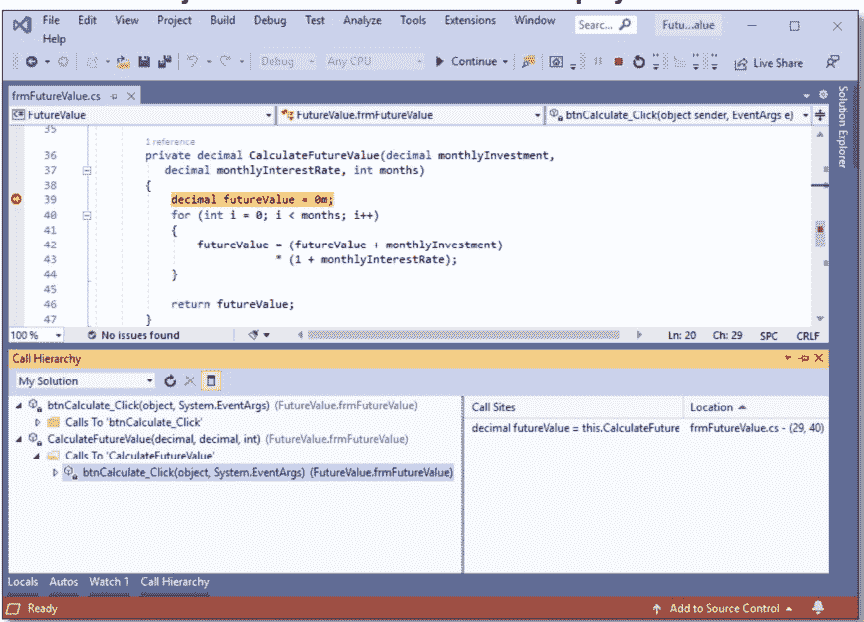 File Edit View Project Build Debug Test Analyze Tools Extensions Window Searc... Futu...alue
Help
Debug Any CPU Continue Live Share
frmFutureValue.cs
FutureValue FutureValue.frmFutureValue btnCalculate_Click(object sender, EventArgs e)
Solution Explorer
35
1 reference
36 private decimal CalculateFutureValue(decimal monthlyInvestment,
37 decimal monthlyInterestRate, int months)
38 {
39 decimal futureValue = 0m;
40 for (int i = 0; i < months; i++)
41 {
42 futureValue = (futureValue + monthlyInvestment)
43 * (1 + monthlyInterestRate);
44 }
45
46 return futureValue;
47 }
100 % No issues found Ln: 20 Ch: 29 SPC CRLF
Call Hierarchy
My Solution
btnCalculate_Click(object, System.EventArgs) (FutureValue.frmFutureValue)
Calls To 'btnCalculate_Click'
CalculateFutureValue(decimal, decimal, int) (FutureValue.frmFutureValue)
Calls To 'CalculateFutureValue'
btnCalculate_Click(object, System.EventArgs) (FutureValue.frmFutureValue)
Call Sites Location
decimal futureValue = this.CalculateFuture frmFutureValue.cs - (29, 40)
Locals Autos Watch 1 Call Hierarchy
Ready Add to Source Control